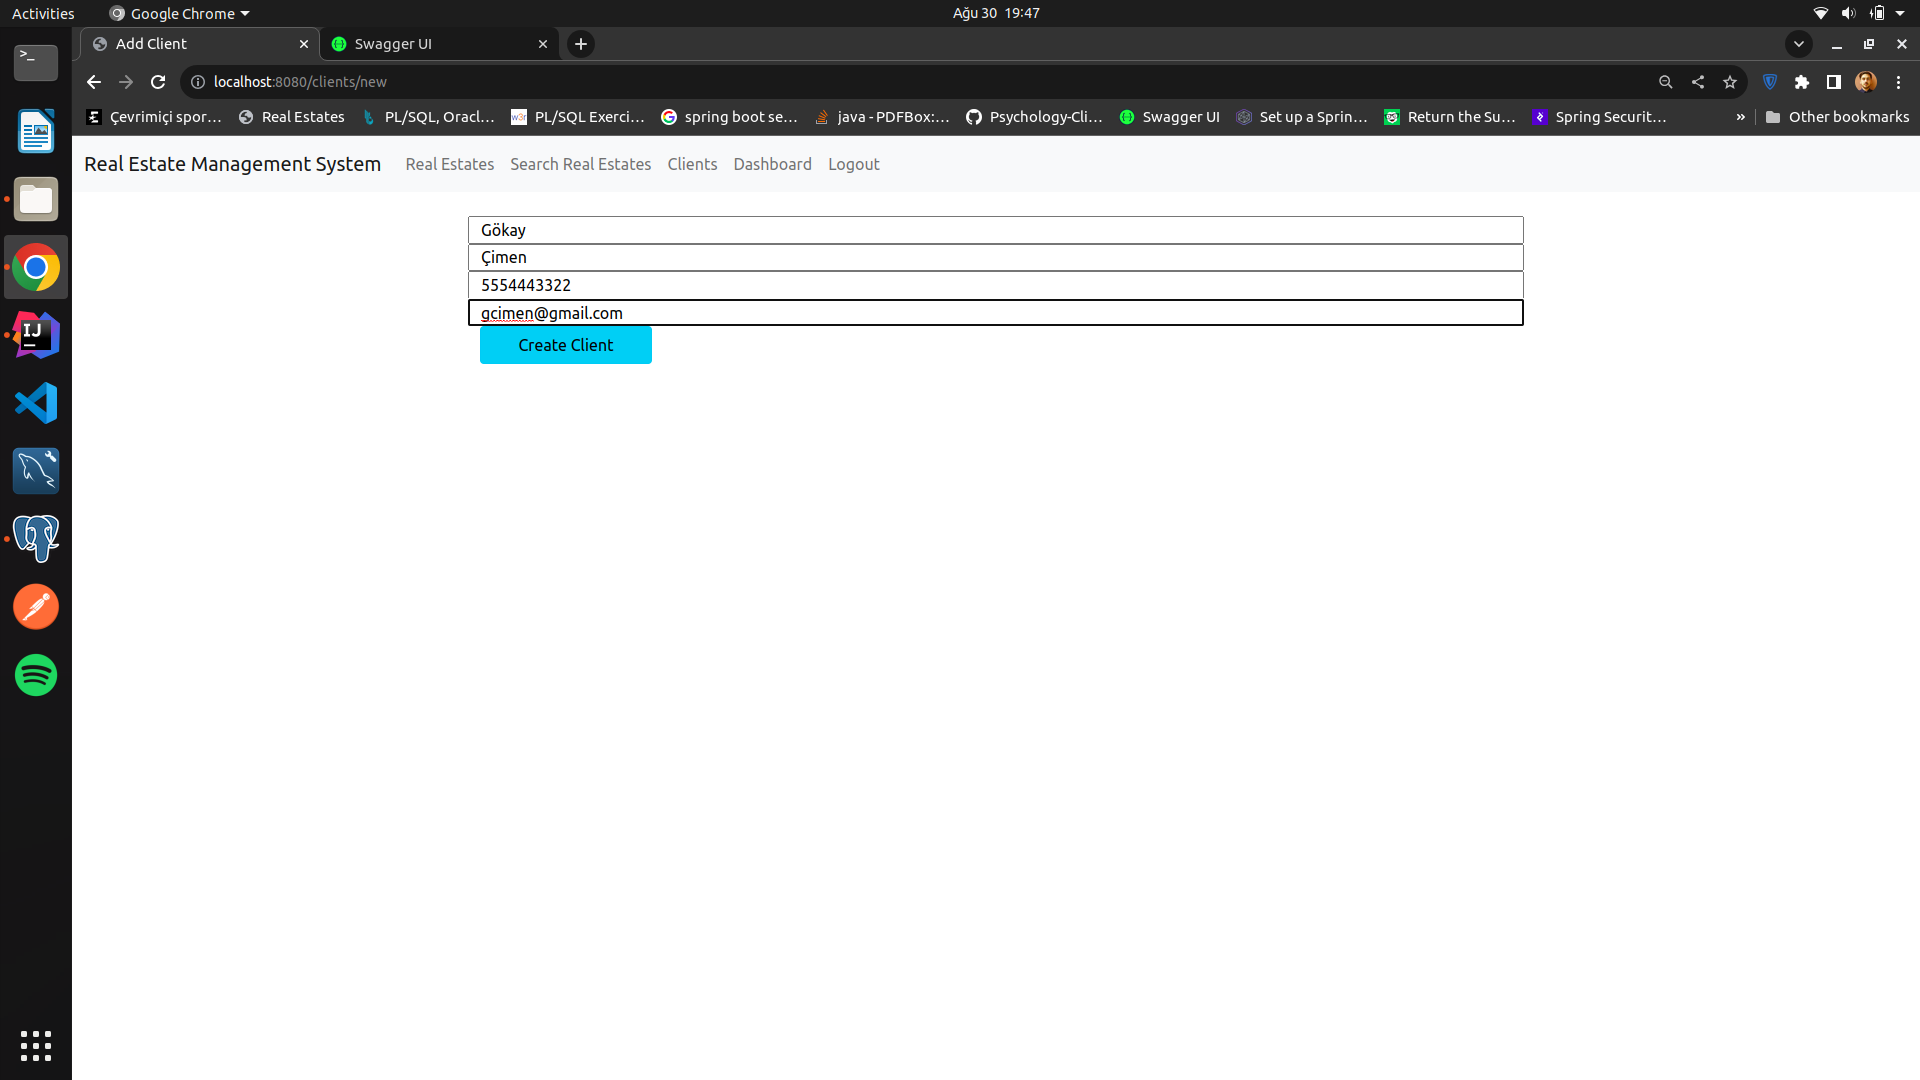 Activities
Google Chrome
Ağu 30 19:47
Add Client
Swagger UI
localhost:8080/clients/new
Çevrimiçi spor…
Real Estates
PL/SQL, Oracl…
w3r
PL/SQL Exerci…
spring boot se…
java - PDFBox:…
Psychology-Cli…
Swagger UI
Set up a Sprin…
Return the Su…
Spring Securit…
»
Other bookmarks
Real Estate Management System
Real Estates
Search Real Estates
Clients
Dashboard
Logout
Gökay
Çimen
5554443322
gcimen@gmail.com
Create Client
>_
IJ